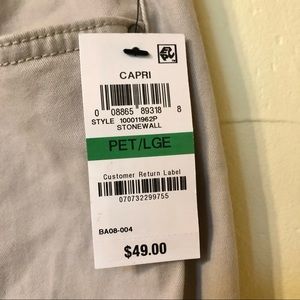 CAPRI
0 08865 89318 8
STYLE 100011962P
STONEWALL
PET/LGE
Customer Return Label
070732299755
BA08-004
$49.00